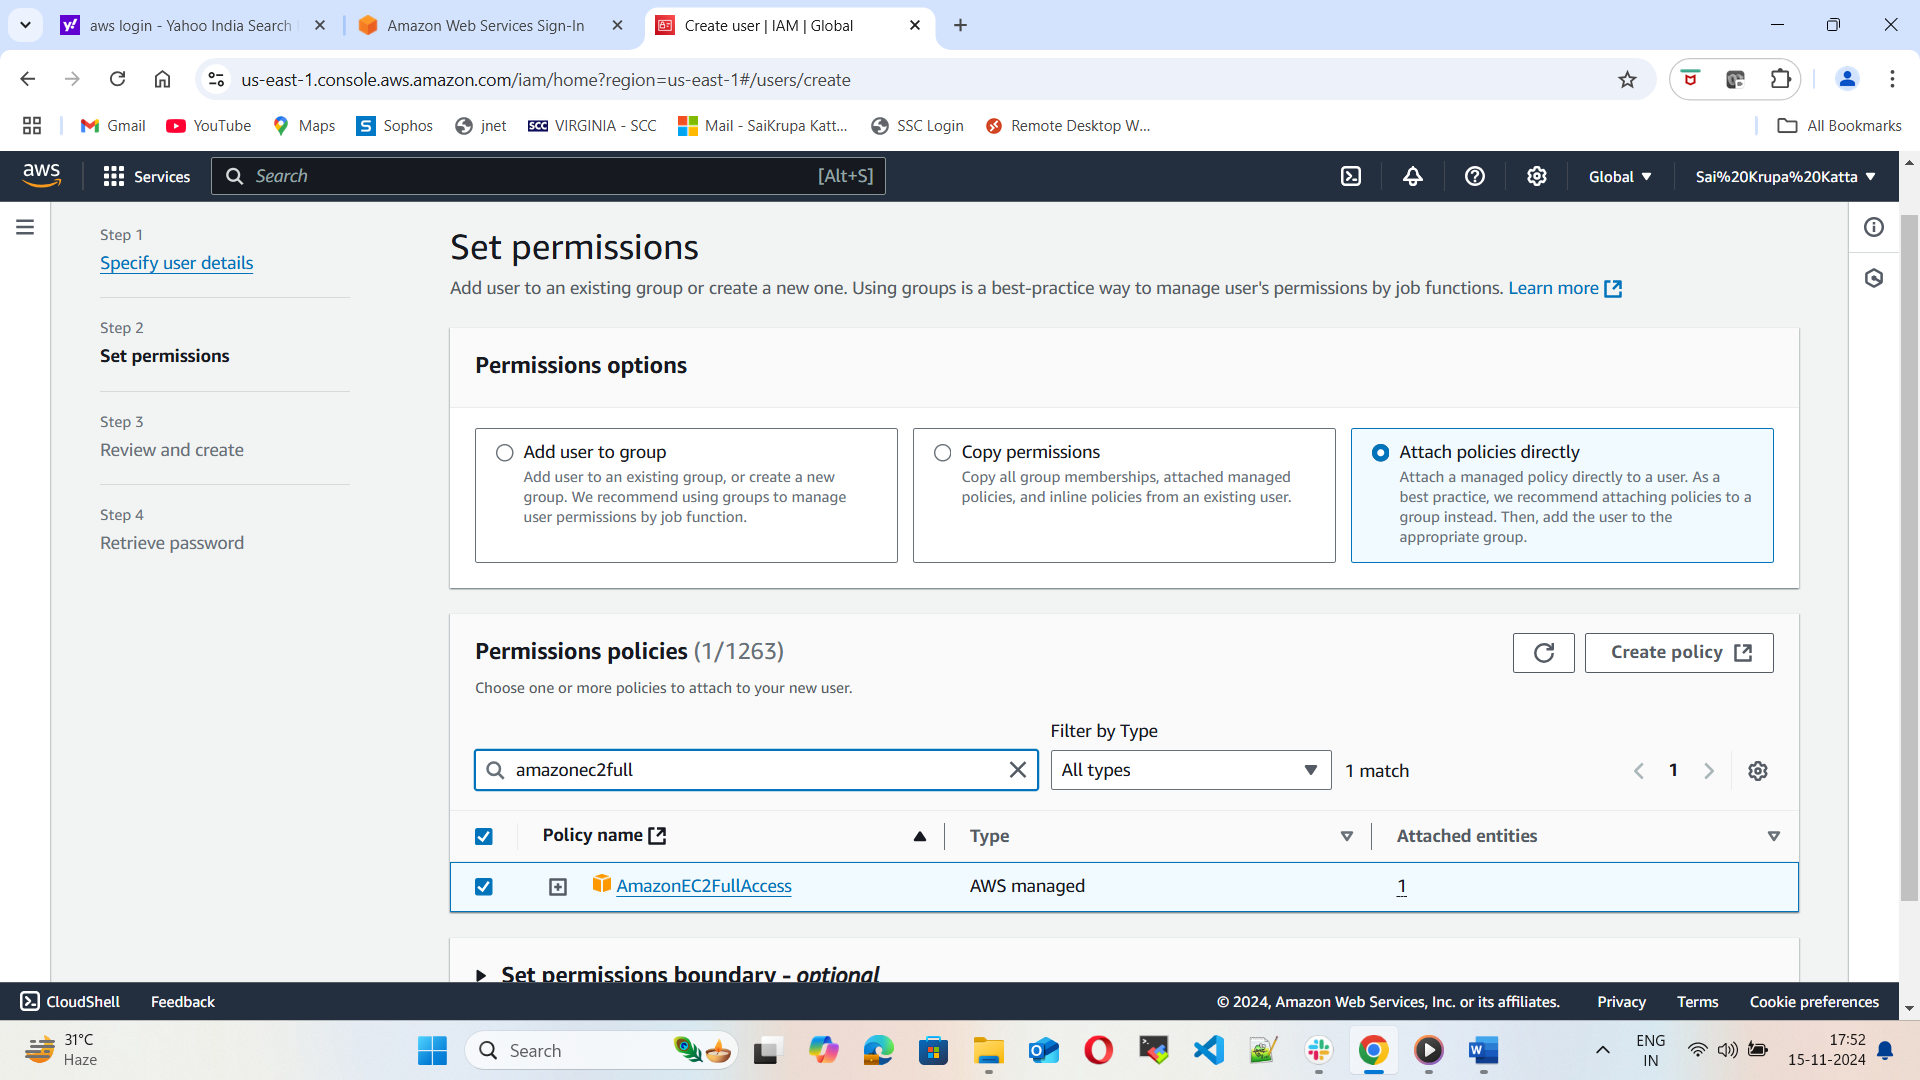 aws login - Yahoo India Search
Amazon Web Services Sign-In
Create user | IAM | Global
us-east-1.console.aws.amazon.com/iam/home?region=us-east-1#/users/create
Gmail
YouTube
Maps
S Sophos
jnet
SCC VIRGINIA - SCC
Mail - SaiKrupa Katt...
SSC Login
Remote Desktop W...
All Bookmarks
aws
Services
Search
[Alt+S]
Global
Sai%20Krupa%20Katta
Step 1
Specify user details
Step 2
Set permissions
Step 3
Review and create
Step 4
Retrieve password
Set permissions
Add user to an existing group or create a new one. Using groups is a best-practice way to manage user's permissions by job functions. Learn more
Permissions options
Add user to group
Add user to an existing group, or create a new
group. We recommend using groups to manage
user permissions by job function.
Copy permissions
Copy all group memberships, attached managed
policies, and inline policies from an existing user.
Attach policies directly
Attach a managed policy directly to a user. As a
best practice, we recommend attaching policies to a
group instead. Then, add the user to the
appropriate group.
Permissions policies (1/1263)
Create policy
Choose one or more policies to attach to your new user.
Filter by Type
amazonec2full
All types
1 match
1
Policy name
Type
Attached entities
AmazonEC2FullAccess
AWS managed
1
Set permissions boundary - optional
CloudShell
Feedback
© 2024, Amazon Web Services, Inc. or its affiliates.
Privacy
Terms
Cookie preferences
31°C
Haze
Search
ENG
IN
17:52
15-11-2024